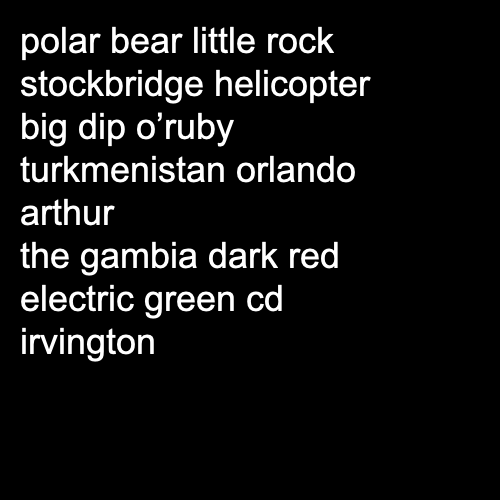 polar bear little rock
stockbridge helicopter
big dip o’ruby
turkmenistan orlando
arthur
the gambia dark red
electric green cd
irvington